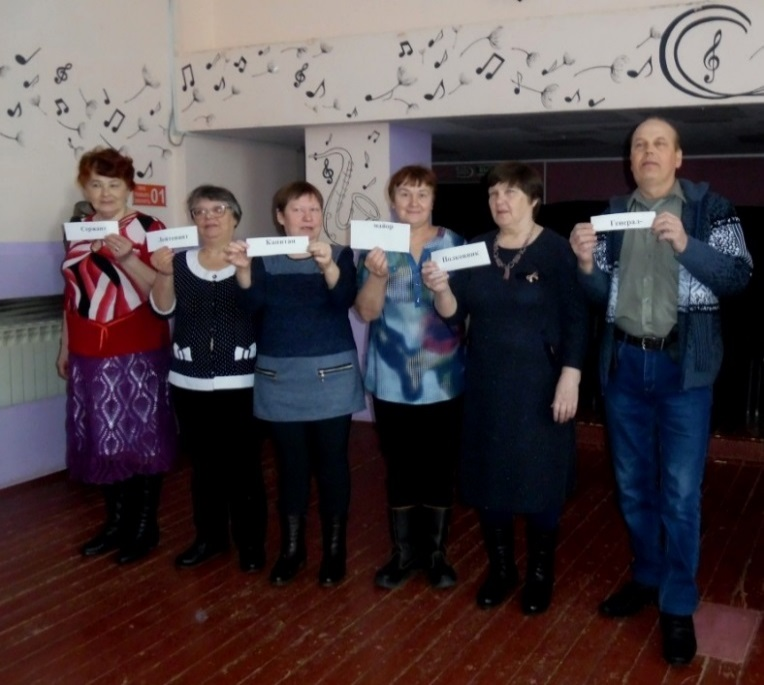 Сержант
Лейтенант
Капитан
майор
Полковник
Генерал-
01